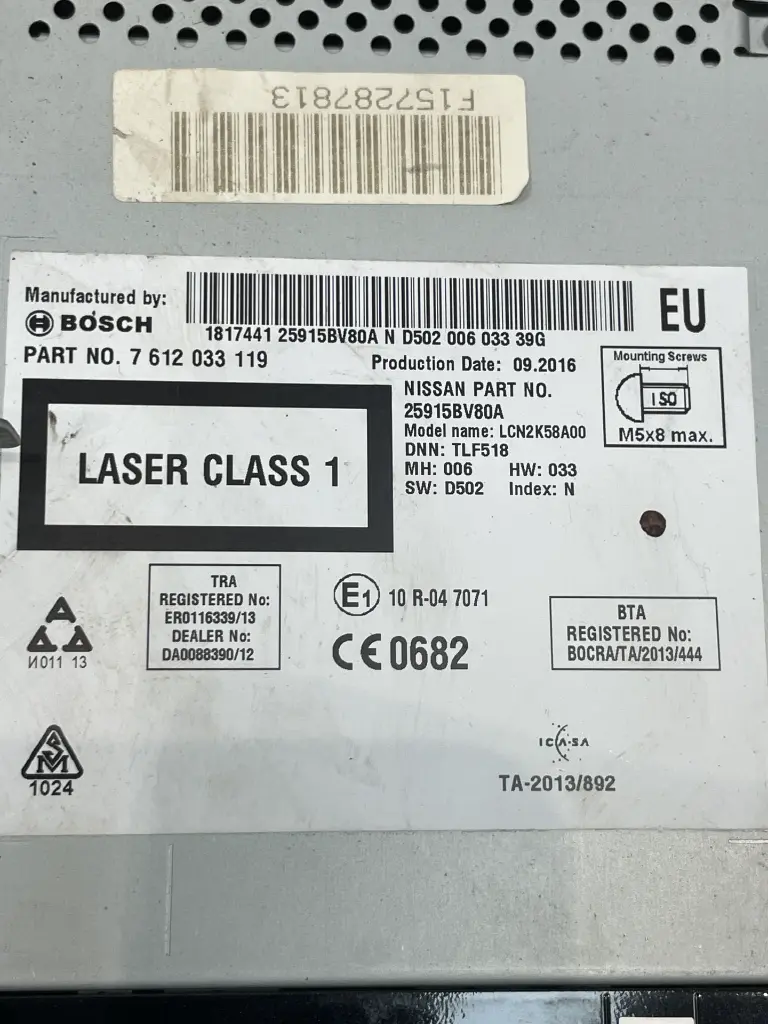 F157287813
Manufactured by:
BOSCH
1817441 25915BV80A N D502 006 033 39G
EU
PART NO. 7 612 033 119
Production Date: 09.2016
Mounting Screws
ISO
M5x8 max.
NISSAN PART NO.
25915BV80A
Model name: LCN2K58A00
DNN: TLF518
MH: 006 HW: 033
SW: D502 Index: N
LASER CLASS 1
TRA
REGISTERED No:
ER0116339/13
DEALER No:
DA0088390/12
E1 10 R-04 7071
CE0682
BTA
REGISTERED No:
BOCRA/TA/2013/444
И011 13
SM
1024
ICASA
TA-2013/892